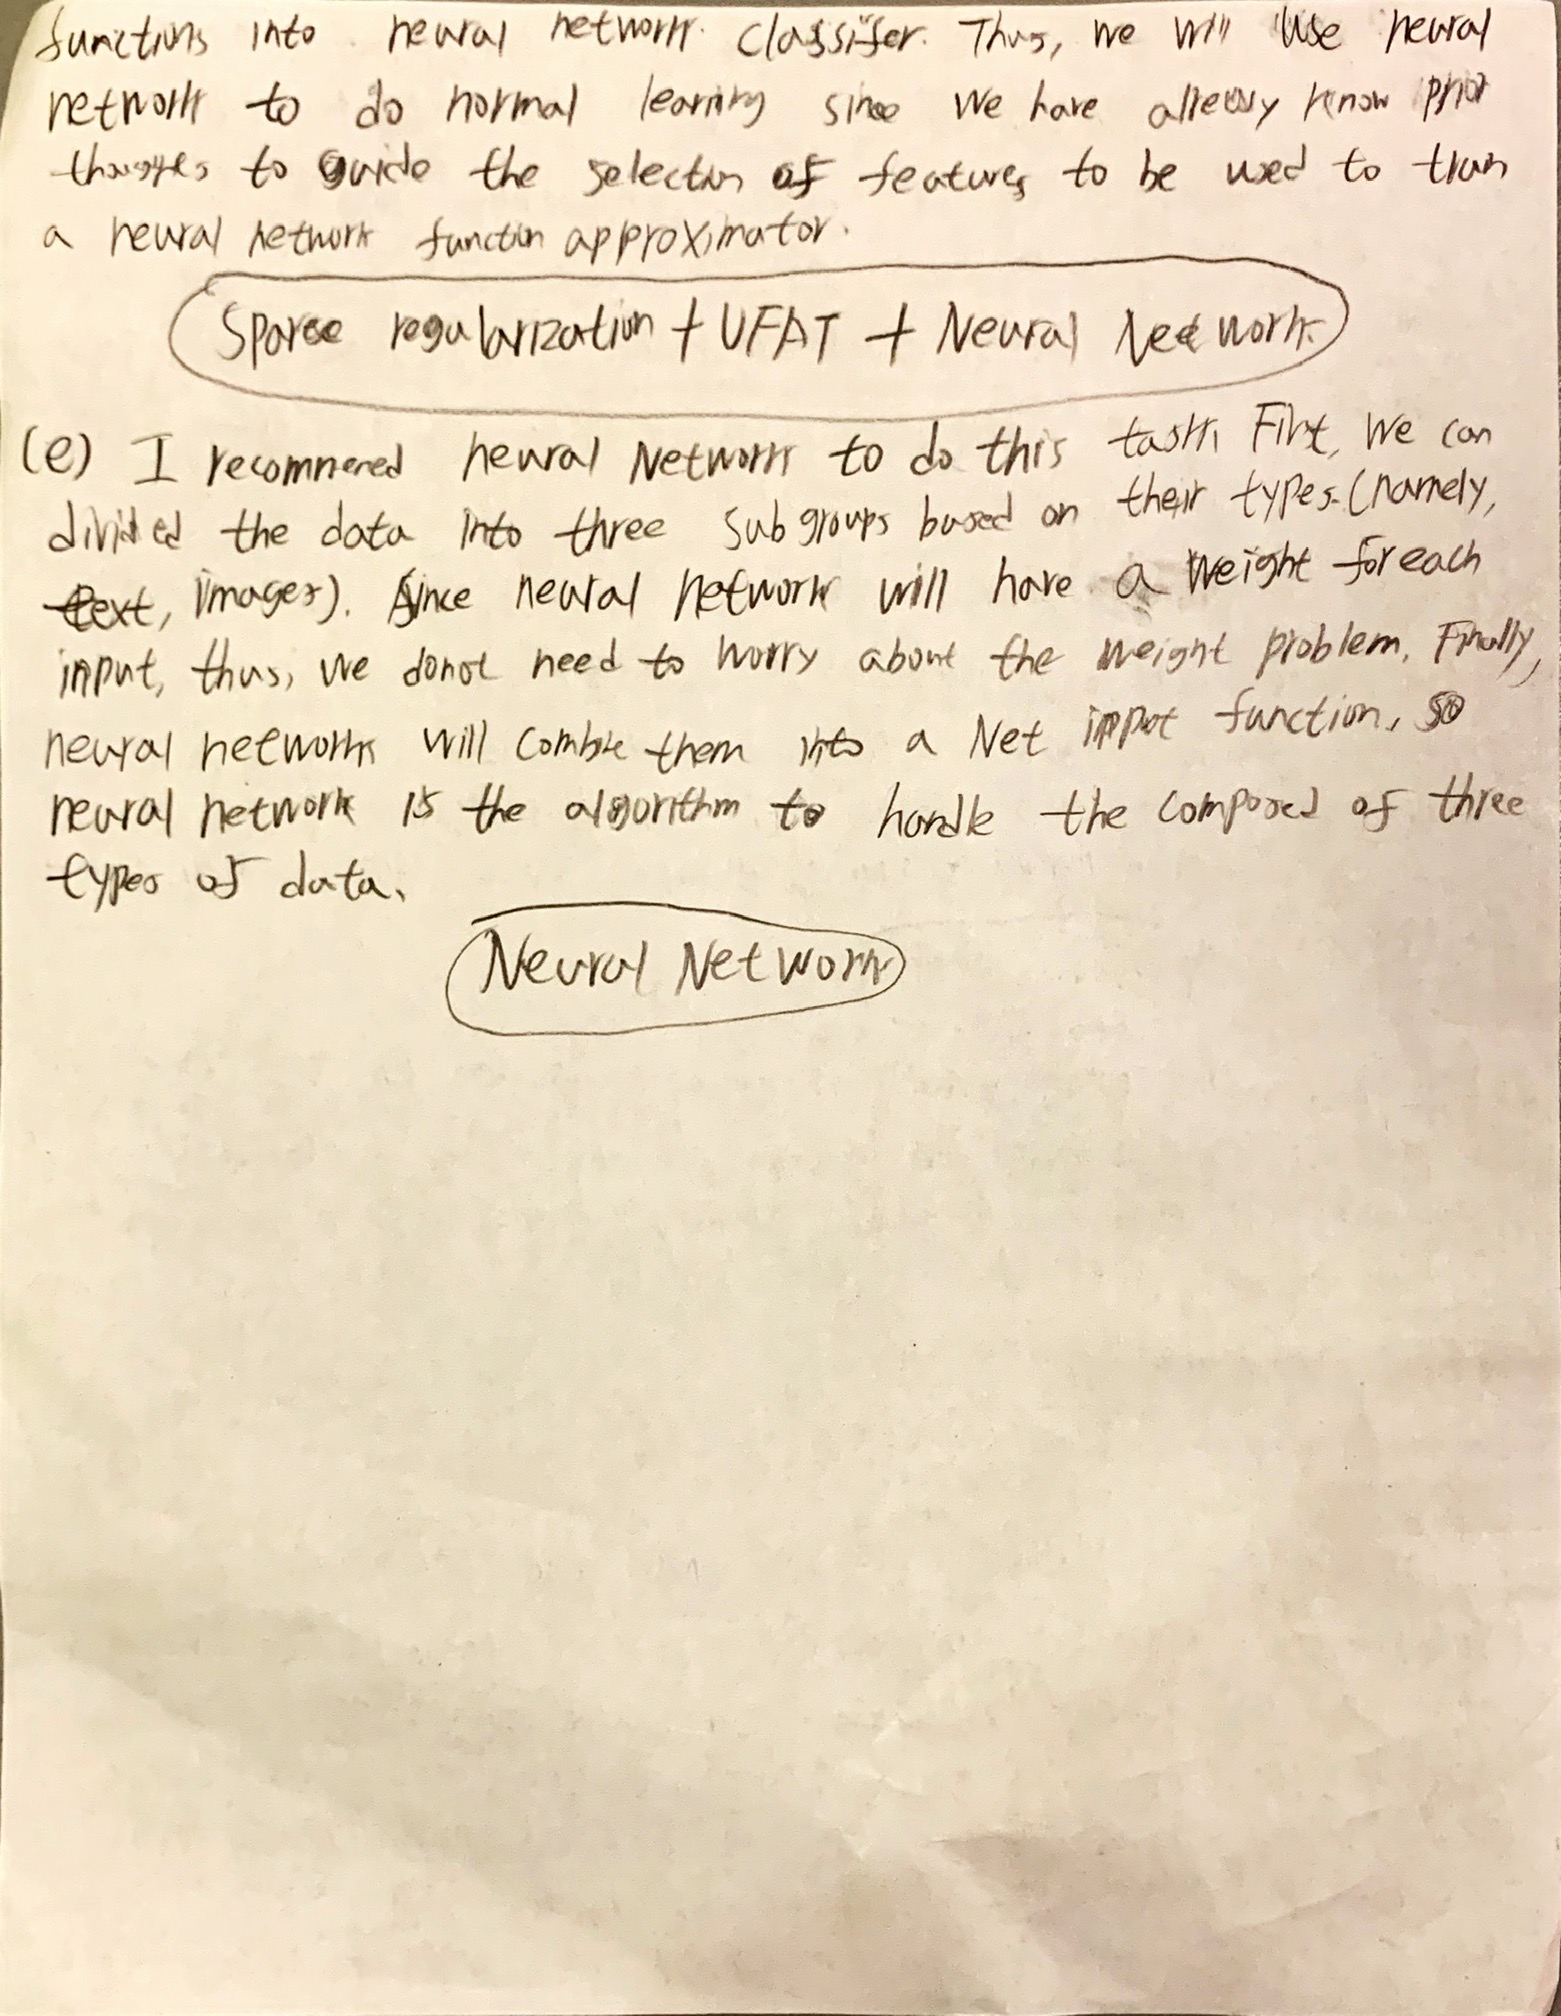 functions into neural network classifer. Thus, we will use neural
network to do normal learning since we have already know prior
thoughts to guide the selection of features to be used to train
a neural network function approximator.
Sparse regularization + UFAT + Neural Network
(e) I recommened neural Network to do this task. First, we can
divided the data into three subgroups based on their types. (namely,
text, images). Since neural network will have a weight for each
input, thus, we donot need to worry about the weight problem. Finally,
neural networks will combie them into a Net input function, so
neural network is the algorithm to handle the composed of three
types of data.
Neural Network